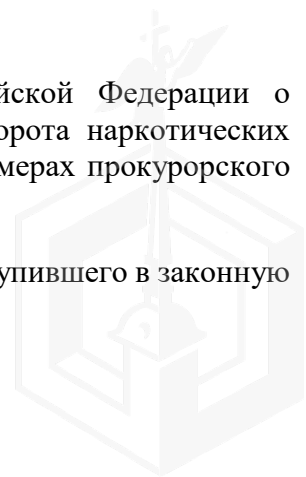 йской Федерации о
орота наркотических
мерах прокурорского
упившего в законную